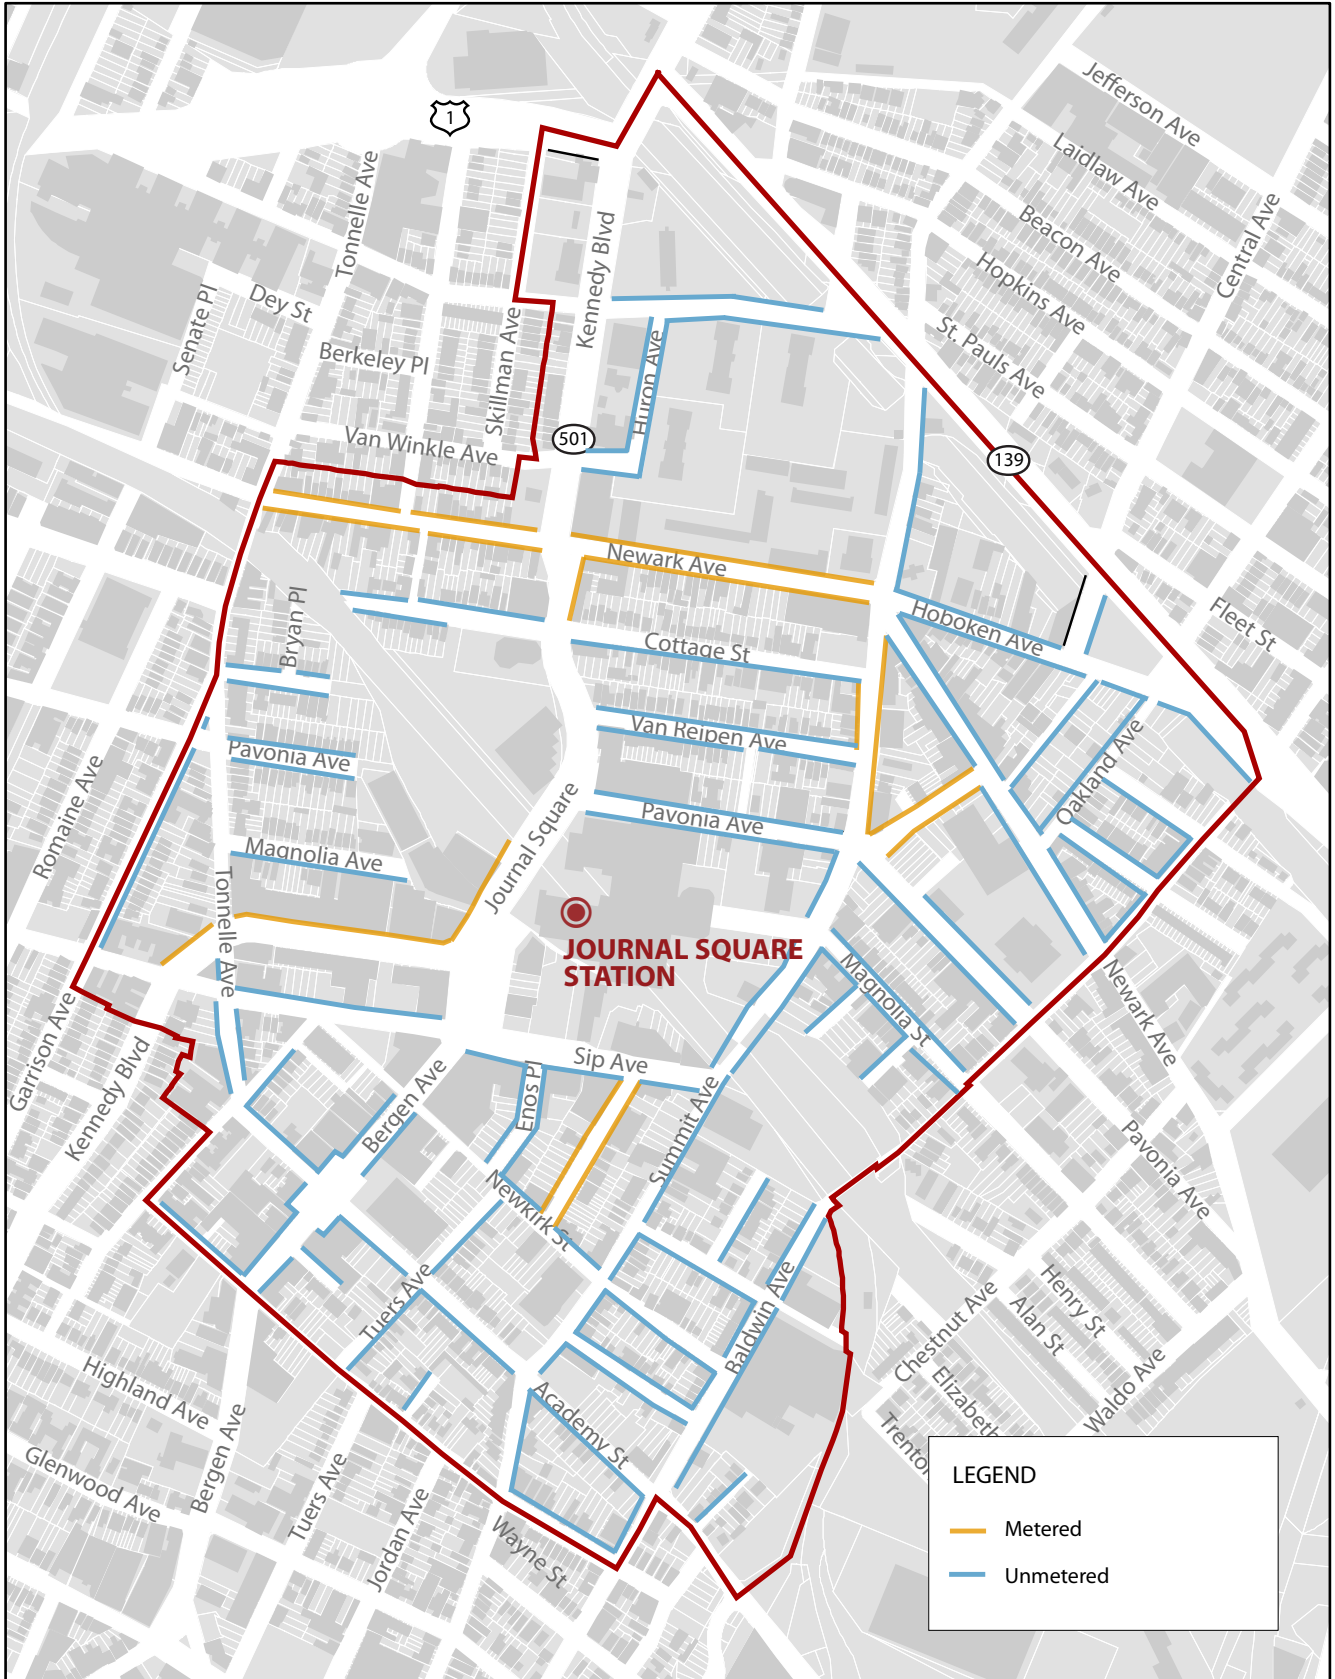 Jefferson Ave
1
Laidlaw Ave
Tonnelle Ave
Beacon Ave
Central Ave
Kennedy Blvd
Hopkins Ave
Senate Pl
Dey St
St. Pauls Ave
Skillman Ave
Berkeley Pl
Huron Ave
Van Winkle Ave
501
139
Newark Ave
Hoboken Ave
Fleet St
Bryan Pl
Cottage St
Van Reipen Ave
Pavonia Ave
Oakland Ave
Romaine Ave
Journal Square
Pavonia Ave
Magnolia Ave
Tonnelle Ave
JOURNAL SQUARE
STATION
Magnolia St
Newark Ave
Garrison Ave
Kennedy Blvd
Sip Ave
Enos Pl
Bergen Ave
Summit Ave
Pavonia Ave
Newkirk St
Tuers Ave
Baldwin Ave
Henry St
Chestnut Ave
Alan St
Highland Ave
Elizabeth
Waldo Ave
Academy St
Trenton
Bergen Ave
Glenwood Ave
Tuers Ave
Jordan Ave
Wayne St
LEGEND
Metered
Unmetered